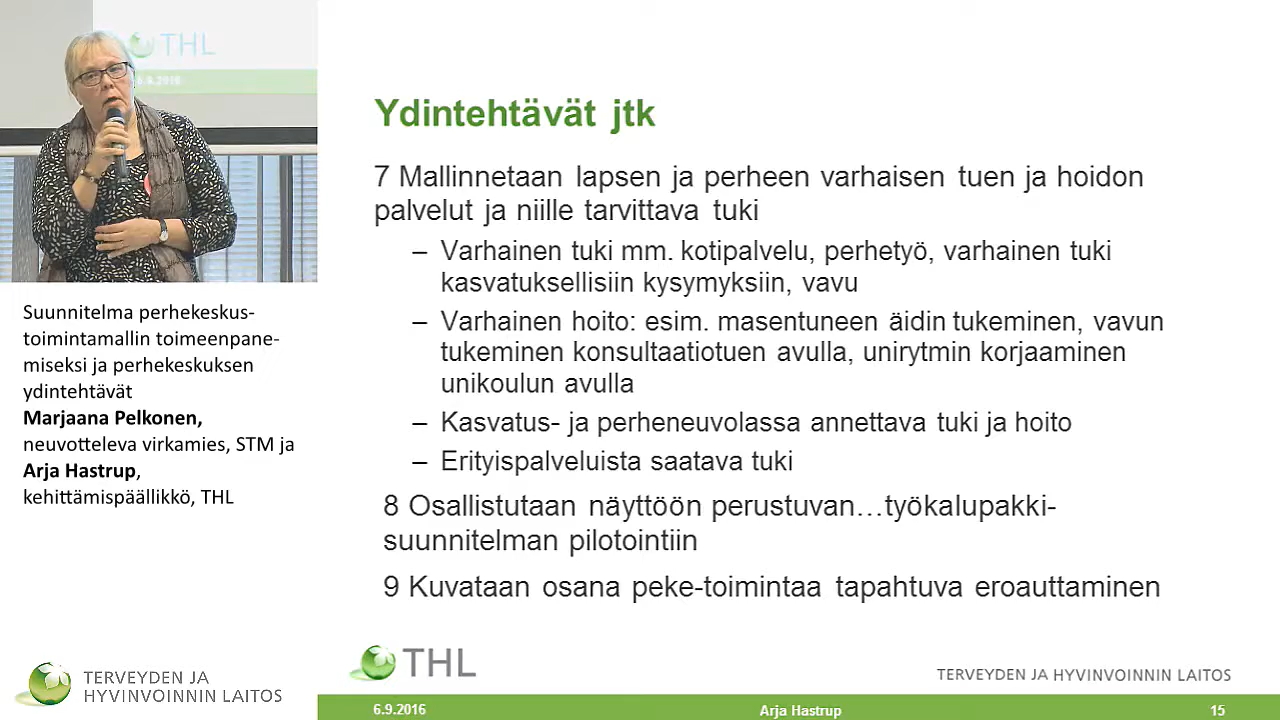 THL
6.9.2016
Suunnitelma perhekeskus-
toimintamallin toimeenpane-
miseksi ja perhekeskuksen
ydintehtävät
Marjaana Pelkonen,
neuvotteleva virkamies, STM ja
Arja Hastrup,
kehittämispäällikkö, THL
TERVEYDEN JA
HYVINVOINNIN LAITOS
Ydintehtävät jtk
7 Mallinnetaan lapsen ja perheen varhaisen tuen ja hoidon
palvelut ja niille tarvittava tuki
– Varhainen tuki mm. kotipalvelu, perhetyö, varhainen tuki
kasvatuksellisiin kysymyksiin, vavu
– Varhainen hoito: esim. masentuneen äidin tukeminen, vavun
tukeminen konsultaatiotuen avulla, unirytmin korjaaminen
unikoulun avulla
– Kasvatus- ja perheneuvolassa annettava tuki ja hoito
– Erityispalveluista saatava tuki
8 Osallistutaan näyttöön perustuvan…työkalupakki-
suunnitelman pilotointiin
9 Kuvataan osana peke-toimintaa tapahtuva eroauttaminen
THL
TERVEYDEN JA HYVINVOINNIN LAITOS
6.9.2016
Arja Hastrup
15